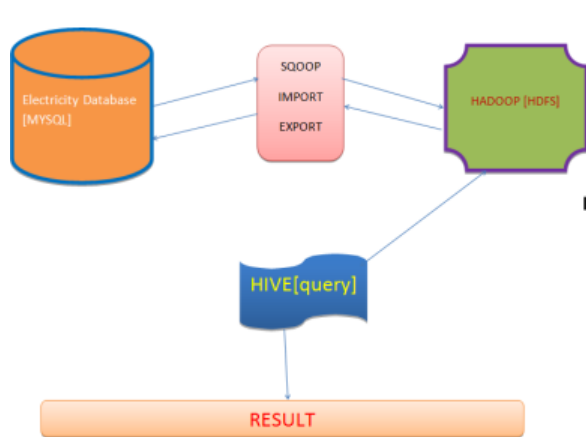 Electricity Database
[MYSQL]
SQOOP
IMPORT
EXPORT
HADOOP [HDFS]
HIVE[query]
RESULT